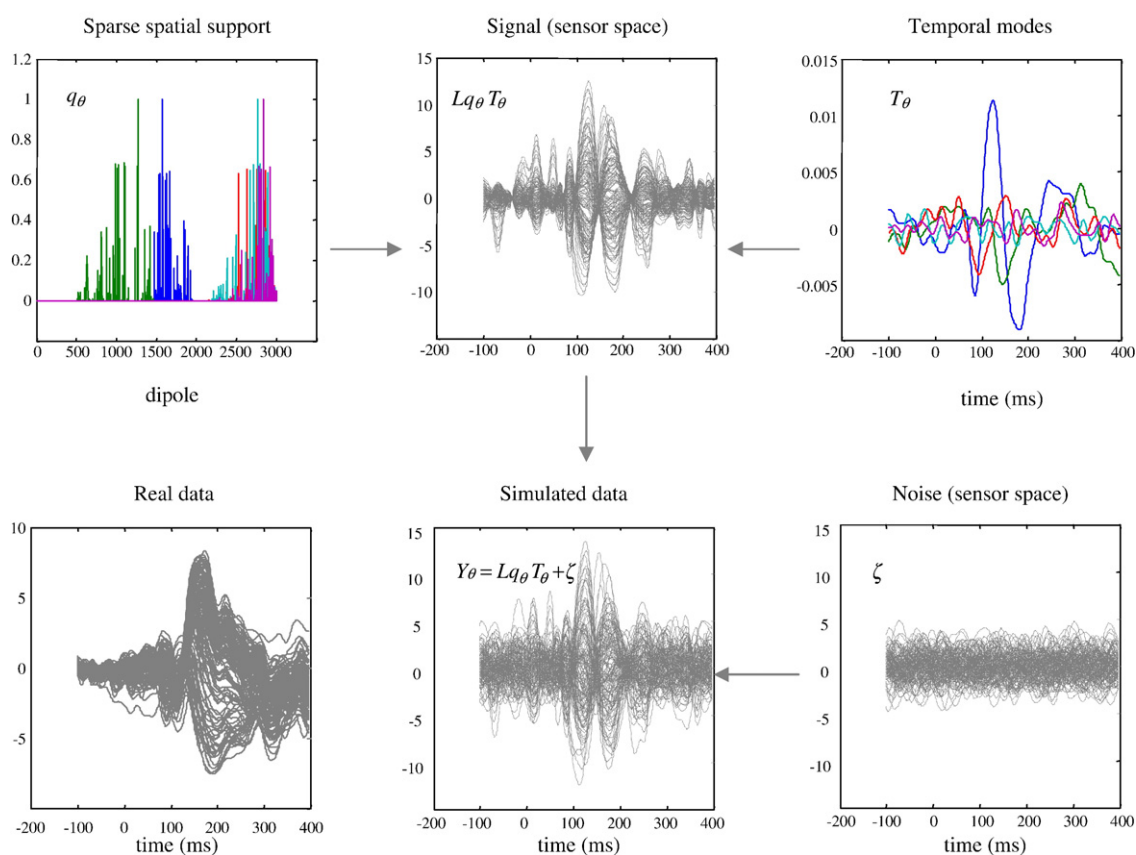 Sparse spatial support
1.2
1
0.8
0.6
0.4
0.2
0
qθ
0 500 1000 1500 2000 2500 3000
dipole
Signal (sensor space)
15
10
5
0
-5
-10
LqθTθ
-200 -100 0 100 200 300 400
Temporal modes
0.015
0.01
0.005
0
-0.005
Tθ
-200 -100 0 100 200 300 400
time (ms)
Real data
10
5
0
-5
-200 -100 0 100 200 300 400
time (ms)
Simulated data
15
10
5
0
-5
-10
Yθ = LqθTθ + ζ
-200 -100 0 100 200 300 400
time (ms)
Noise (sensor space)
15
10
5
0
-5
-10
ζ
-200 -100 0 100 200 300 400
time (ms)